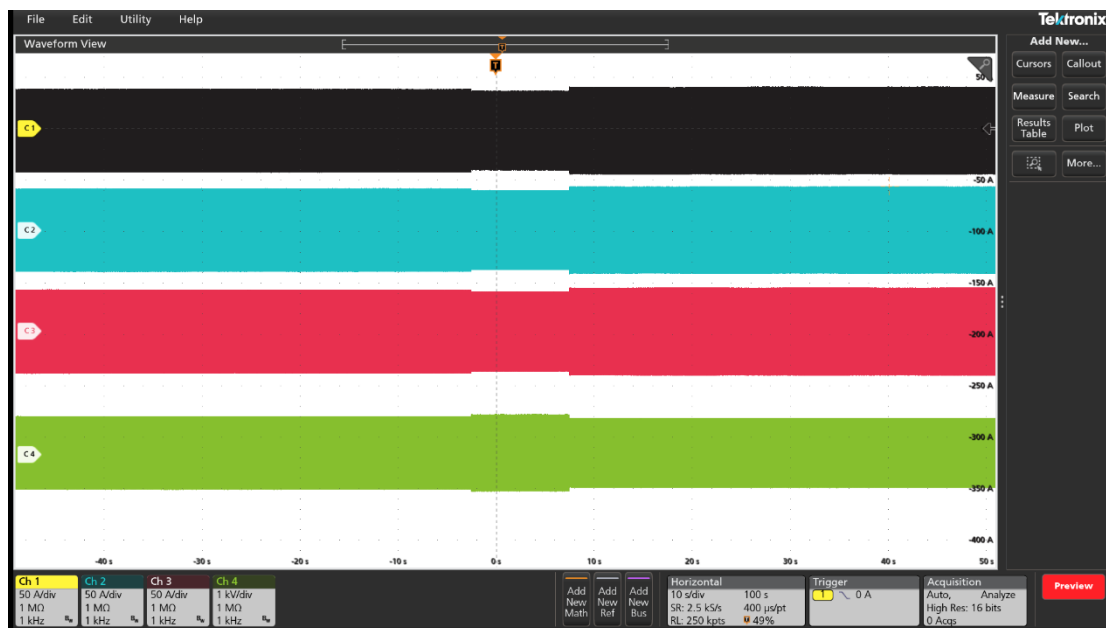 File Edit Utility Help Tektronix
Waveform View
Add New...
Cursors Callout
Measure Search
Results Table Plot
More...
T
T
C1
C2
C3
C4
50
-50 A
-100 A
-150 A
-200 A
-250 A
-300 A
-350 A
-400 A
-40 s -30 s -20 s -10 s 0 s 10 s 20 s 30 s 40 s 50 s
Ch 1 Ch 2 Ch 3 Ch 4
50 A/div 50 A/div 50 A/div 1 kV/div
1 MΩ 1 MΩ 1 MΩ 1 MΩ
1 kHz 1 kHz 1 kHz 1 kHz
Add New Math
Add New Ref
Add New Bus
Horizontal
10 s/div 100 s
SR: 2.5 kS/s 400 µs/pt
RL: 250 kpts 49%
Trigger
1 0 A
Acquisition
Auto, Analyze
High Res: 16 bits
0 Acqs
Preview